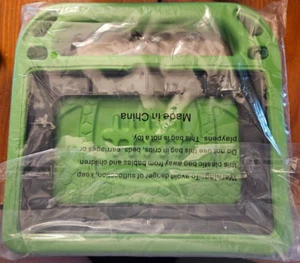 Warning:To avoid danger of suffocation, keep
this plastic bag away from babies and children
Do not use this bag in cribs, beds, carriages or
playpens. This bag is not a toy.
Made in China